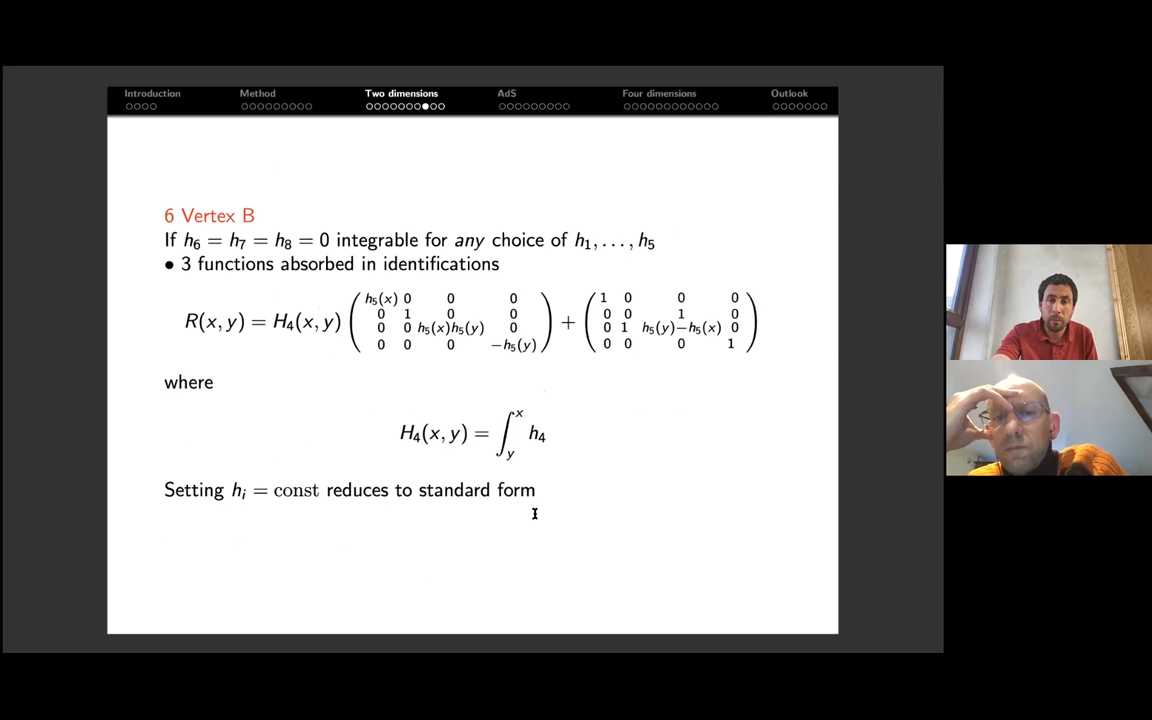 Introduction Method Two dimensions AdS Four dimensions Outlook
6 Vertex B
If h₆ = h₇ = h₈ = 0 integrable for any choice of h₁, . . . , h₅
• 3 functions absorbed in identifications
R(x, y) = H₄(x, y) ( h₅(x) 0 0 0 ; 0 1 0 0 ; 0 0 h₅(x)h₅(y) 0 ; 0 0 0 −h₅(y) ) + ( 1 0 0 0 ; 0 0 1 0 ; 0 1 h₅(y)−h₅(x) 0 ; 0 0 0 1 )
where
H₄(x, y) = ∫ᵧˣ h₄
Setting hᵢ = const reduces to standard form